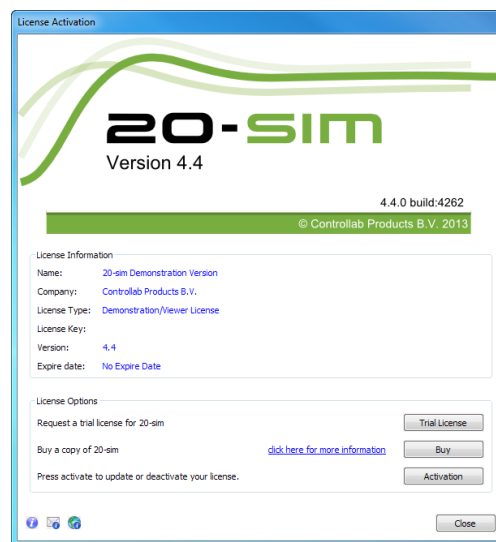 License Activation
20-sim
Version 4.4
4.4.0 build:4262
© Controllab Products B.V. 2013
License Information
Name: 20-sim Demonstration Version
Company: Controllab Products B.V.
License Type: Demonstration/Viewer License
License Key:
Version: 4.4
Expire date: No Expire Date
License Options
Request a trial license for 20-sim Trial License
Buy a copy of 20-sim click here for more information Buy
Press activate to update or deactivate your license. Activation
Close